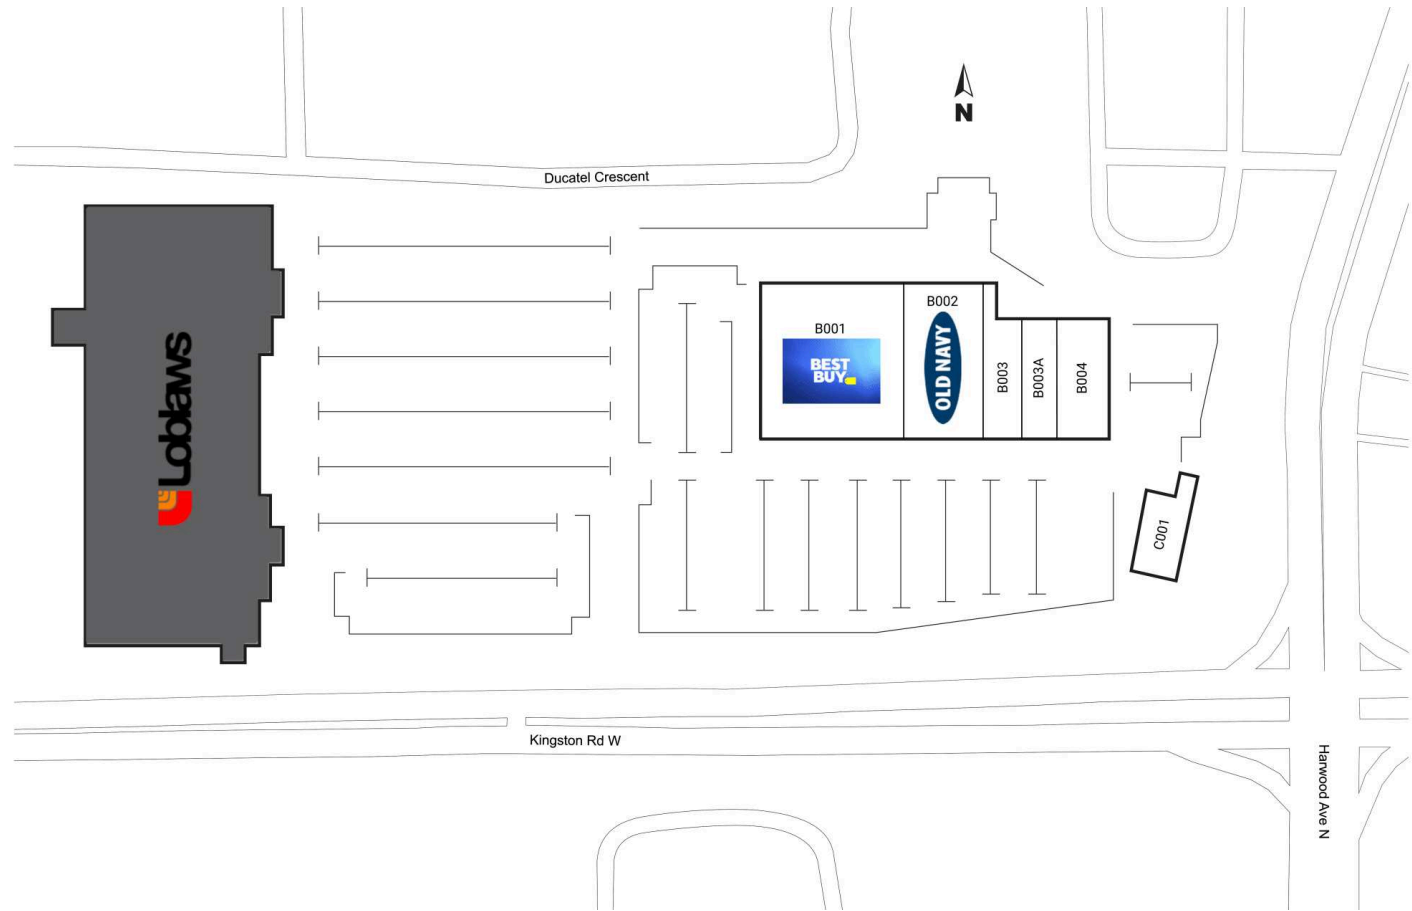 N
Ducatel Crescent
Loblaws
B001
BEST
BUY
B002
OLD NAVY
B003
B003A
B004
C001
Kingston Rd W
Harwood Ave N